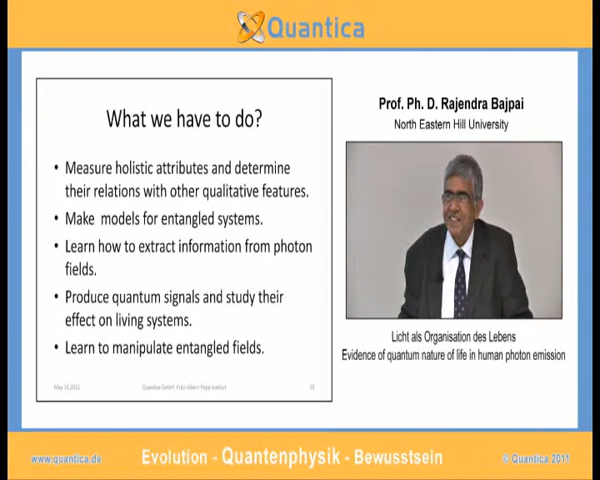 Quantica
What we have to do?
• Measure holistic attributes and determine
their relations with other qualitative features.
• Make models for entangled systems.
• Learn how to extract information from photon
fields.
• Produce quantum signals and study their
effect on living systems.
• Learn to manipulate entangled fields.
Prof. Ph. D. Rajendra Bajpai
North Eastern Hill University
Licht als Organisation des Lebens
Evidence of quantum nature of life in human photon emission
www.quantica.de
Evolution - Quantenphysik - Bewusstsein
© Quantica 2011